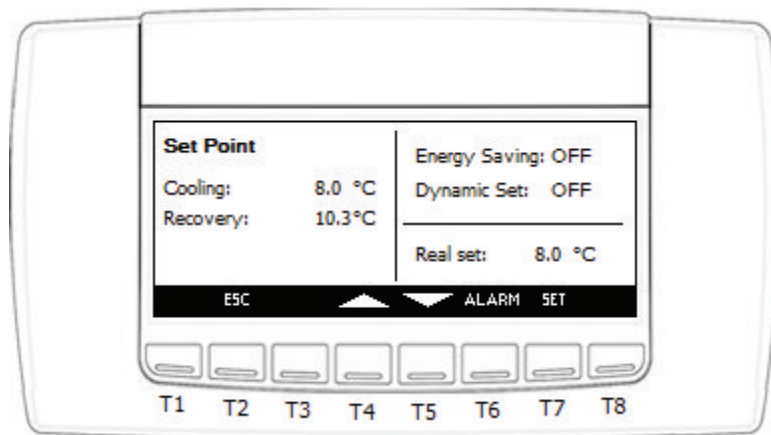 Set Point
Cooling: 8.0 °C
Recovery: 10.3°C
Energy Saving: OFF
Dynamic Set: OFF
Real set: 8.0 °C
ESC ALARM SET
T1 T2 T3 T4 T5 T6 T7 T8